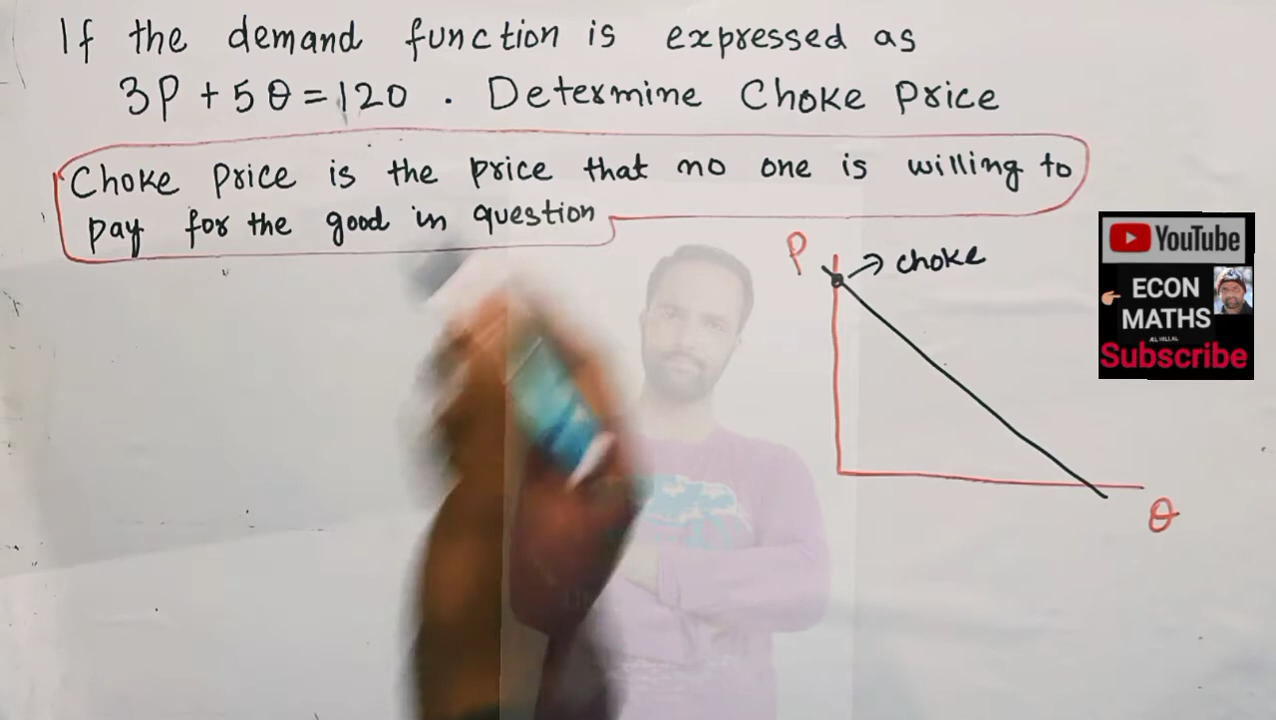 If the demand function is expressed as
3P + 5Q = 120 . Determine Choke Price
Choke Price is the price that no one is willing to
pay for the good in question
P
choke
Q
YouTube
ECON
MATHS
Subscribe